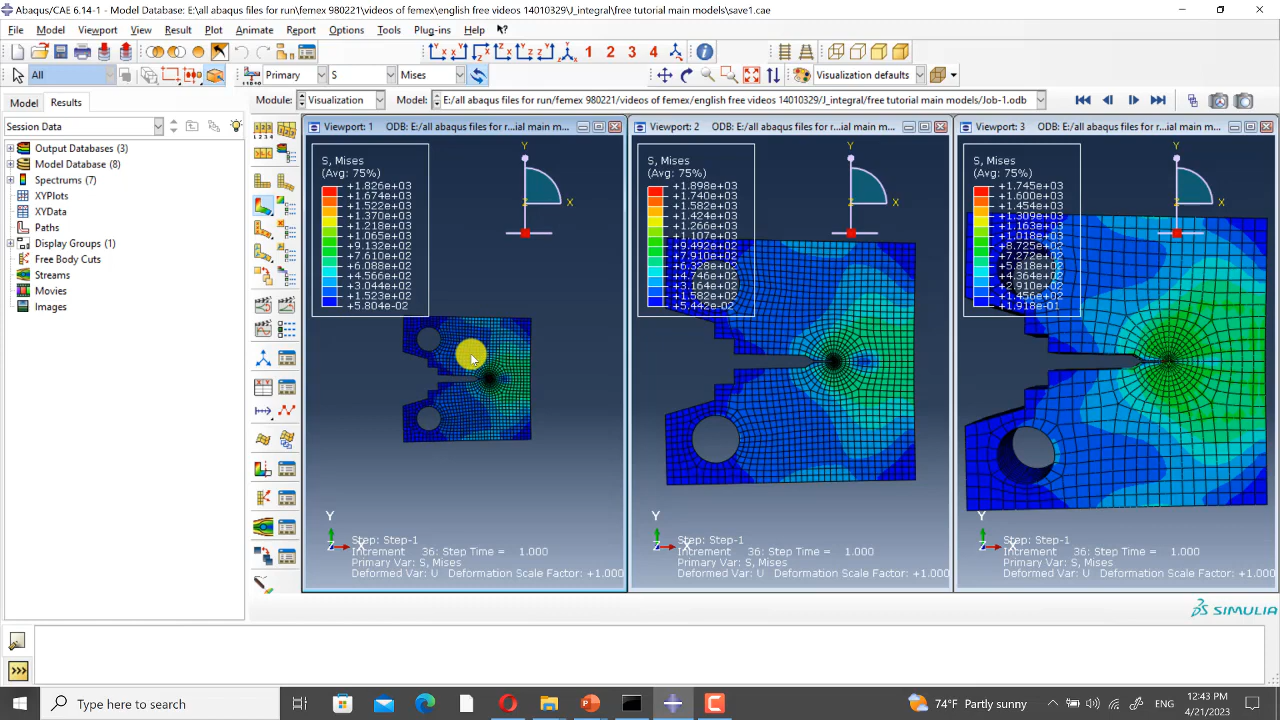 Abaqus/CAE 6.14-1 - Model Database: E:/all abaqus files for run/femex 980221/videos of femex/english free videos 14010329/J_integral/free tutorial main models/save1.cae
File Model Viewport View Result Plot Animate Report Options Tools Plug-ins Help
1 2 3 4
All Primary S Mises Visualization defaults
Model Results Module: Visualization Model: E:/all abaqus files for run/femex 980221/videos of femex/english free videos 14010329/J_integral/free tutorial main models/Job-1.odb
Session Data
Output Databases (3)
Model Database (8)
Spectrums (7)
XYPlots
XYData
Paths
Display Groups (1)
Free Body Cuts
Streams
Movies
Images
Viewport: 1 ODB: E:/all abaqus files for r...ial main m...
S, Mises
(Avg: 75%)
+1.826e+03
+1.674e+03
+1.522e+03
+1.370e+03
+1.218e+03
+1.065e+03
+9.132e+02
+7.610e+02
+6.088e+02
+4.566e+02
+3.044e+02
+1.523e+02
+5.804e-02
Y
Z X
Y
Z X
Step: Step-1
Increment 36: Step Time = 1.000
Primary Var: S, Mises
Deformed Var: U Deformation Scale Factor: +1.000
Viewport: 2 ODB: E:/all abaqus files for r...ial main m...
S, Mises
(Avg: 75%)
+1.898e+03
+1.740e+03
+1.582e+03
+1.424e+03
+1.266e+03
+1.107e+03
+9.492e+02
+7.910e+02
+6.328e+02
+4.746e+02
+3.164e+02
+1.582e+02
+5.442e-02
Y
Z X
Y
Z X
Step: Step-1
Increment 36: Step Time = 1.000
Primary Var: S, Mises
Deformed Var: U Deformation Scale Factor: +1.000
Viewport: 3 ODB: E:/all abaqus files for r...ial main m...
S, Mises
(Avg: 75%)
+1.745e+03
+1.600e+03
+1.454e+03
+1.309e+03
+1.163e+03
+1.018e+03
+8.725e+02
+7.272e+02
+5.818e+02
+4.364e+02
+2.910e+02
+1.456e+02
+1.918e-01
Y
Z X
Y
Z X
Step: Step-1
Increment 36: Step Time = 1.000
Primary Var: S, Mises
Deformed Var: U Deformation Scale Factor: +1.000
SIMULIA
>>>
Type here to search
74°F Partly sunny
ENG
12:43 PM
4/21/2023